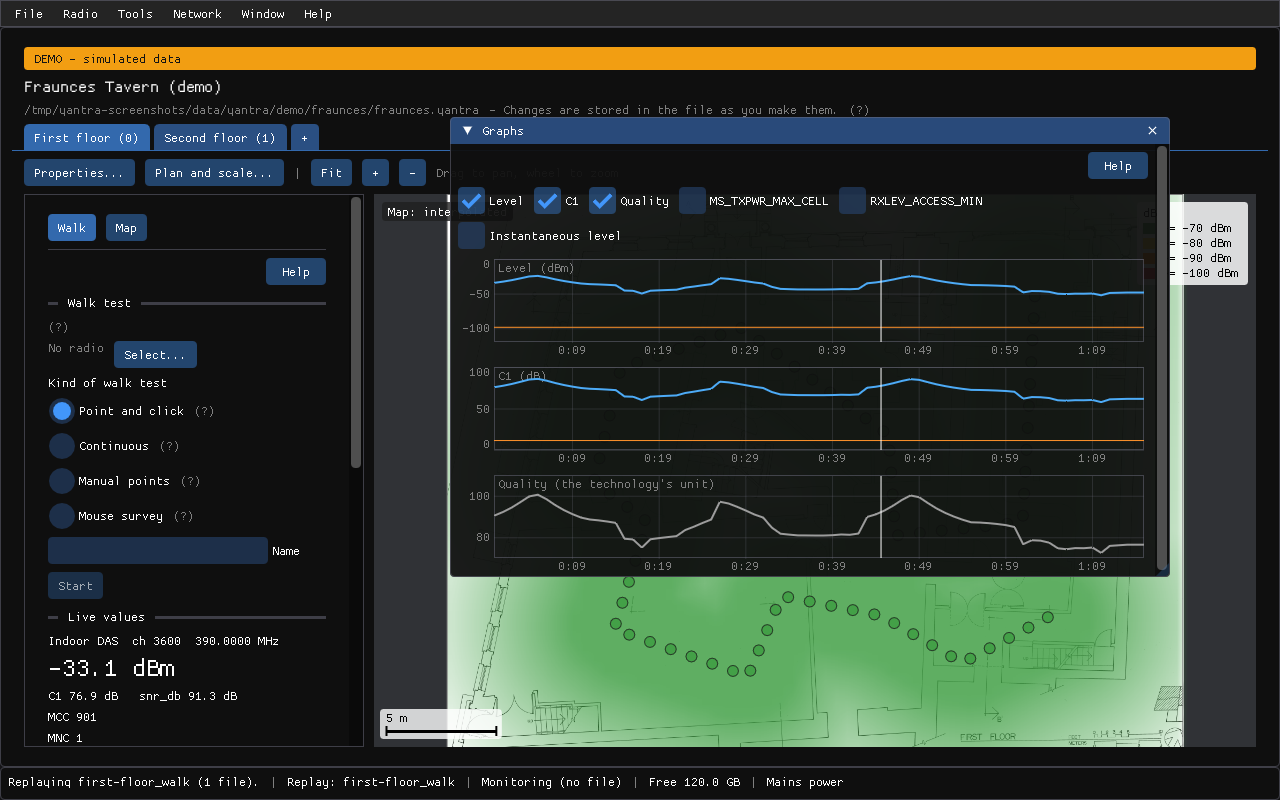 File Radio Tools Network Window Help
DEMO - simulated data
Fraunces Tavern (demo)
/tmp/yantra-screenshots/data/yantra/demo/fraunces/fraunces.yantra - Changes are stored in the file as you make them. (?)
First floor (0) Second floor (1) +
Properties... Plan and scale... | Fit + -
Graphs
Help
Level C1 Quality MS_TXPWR_MAX_CELL RXLEV_ACCESS_MIN
Instantaneous level
Level (dBm)
0
-50
-100
0:09 0:19 0:29 0:39 0:49 0:59 1:09
C1 (dB)
100
50
0
0:09 0:19 0:29 0:39 0:49 0:59 1:09
Quality (the technology's unit)
100
80
0:09 0:19 0:29 0:39 0:49 0:59 1:09
Map:
= -70 dBm
= -80 dBm
= -90 dBm
= -100 dBm
Walk Map
Help
Walk test
(?)
No radio Select...
Kind of walk test
Point and click (?)
Continuous (?)
Manual points (?)
Mouse survey (?)
Name
Start
Live values
Indoor DAS ch 3600 390.0000 MHz
-33.1 dBm
C1 76.9 dB snr_db 91.3 dB
MCC 901
MNC 1
5 m
FIRST FLOOR
Replaying first-floor_walk (1 file). | Replay: first-floor_walk | Monitoring (no file) | Free 120.0 GB | Mains power